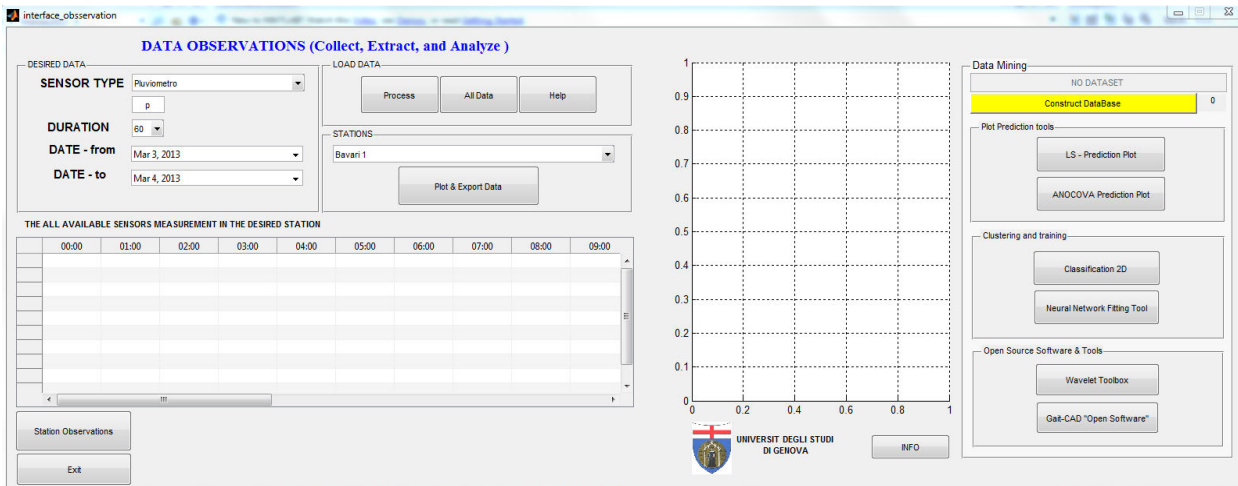 interface_obsservation
DATA OBSERVATIONS (Collect, Extract, and Analyze )
DESIRED DATA
SENSOR TYPE Pluviometro
p
DURATION 60
DATE - from Mar 3, 2013
DATE - to Mar 4, 2013
LOAD DATA
Process All Data Help
STATIONS
Bavari 1
Plot & Export Data
THE ALL AVAILABLE SENSORS MEASUREMENT IN THE DESIRED STATION
00:00 01:00 02:00 03:00 04:00 05:00 06:00 07:00 08:00 09:00
Station Observations
Exit
1
0.9
0.8
0.7
0.6
0.5
0.4
0.3
0.2
0.1
0
0 0.2 0.4 0.6 0.8 1
UNIVERSIT DEGLI STUDI
DI GENOVA
INFO
Data Mining
NO DATASET
Construct DataBase 0
Plot Prediction tools
LS - Prediction Plot
ANOCOVA Prediction Plot
Clustering and training
Classification 2D
Neural Network Fitting Tool
Open Source Software & Tools
Wavelet Toolbox
Gait-CAD "Open Software"